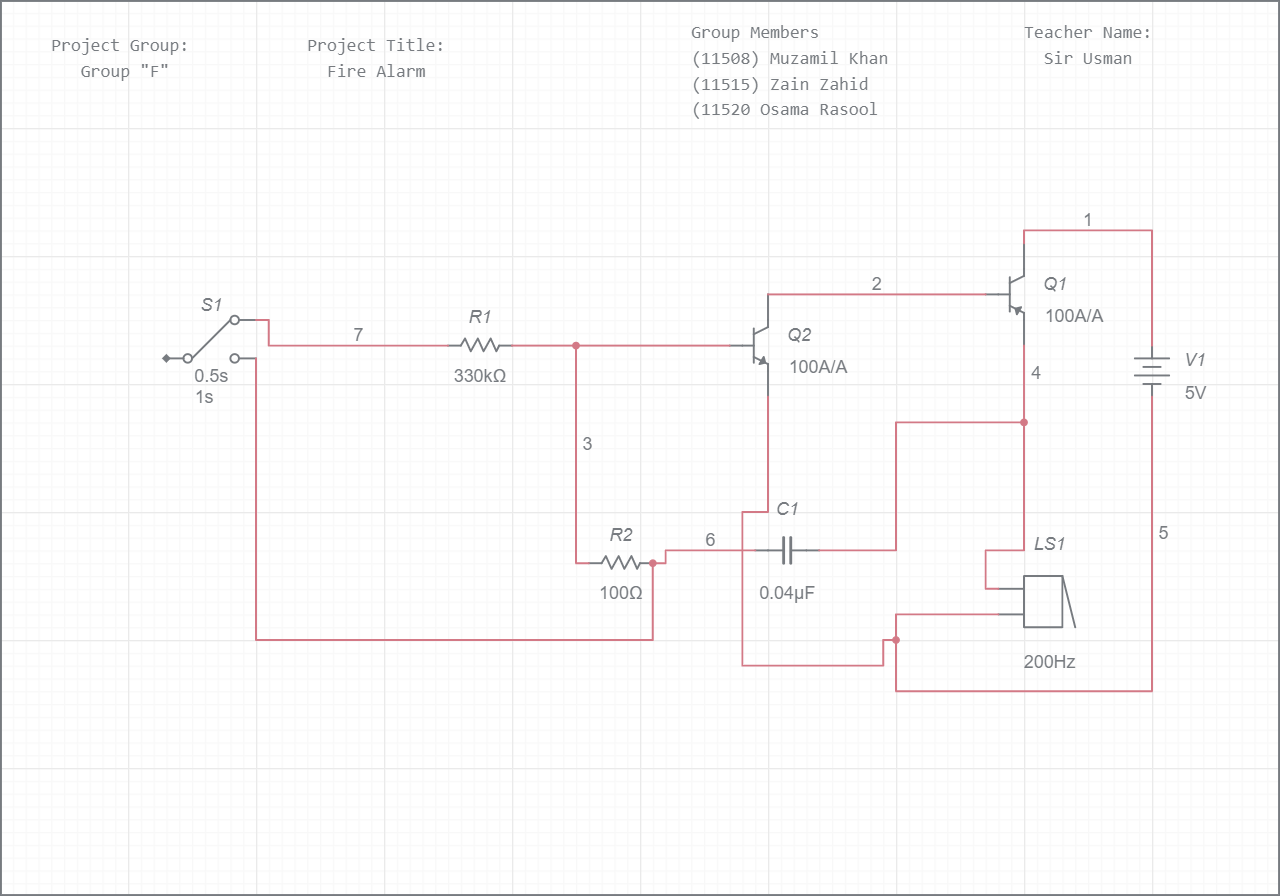 Project Group:
Group "F"
Project Title:
Fire Alarm
Group Members
(11508) Muzamil Khan
(11515) Zain Zahid
(11520 Osama Rasool
Teacher Name:
Sir Usman
1
2
Q1
100A/A
S1
7
R1
330kΩ
Q2
100A/A
0.5s
1s
4
V1
5V
3
C1
R2
6
100Ω
0.04µF
LS1
5
200Hz